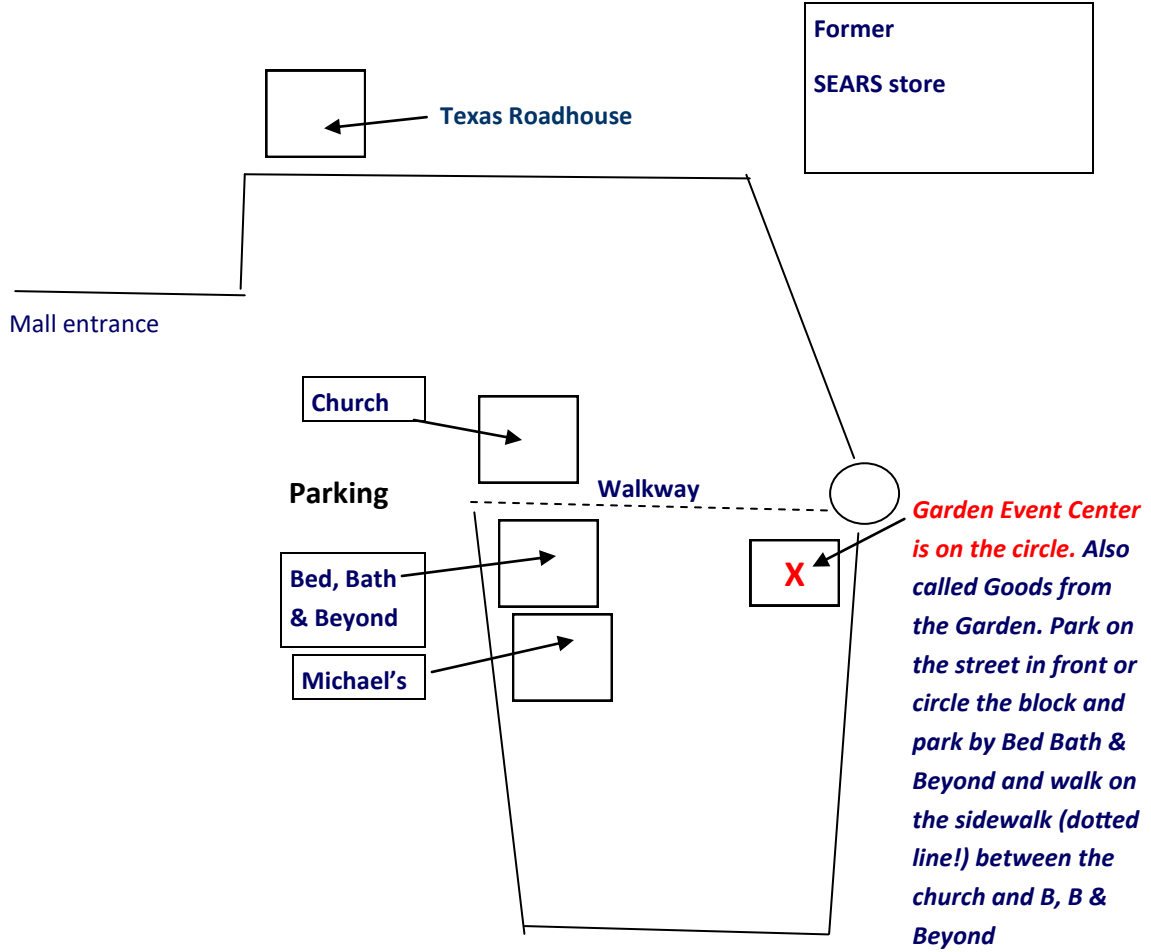 Former
SEARS store
Texas Roadhouse
Mall entrance
Church
Parking
Walkway
Garden Event Center
is on the circle. Also
called Goods from
the Garden. Park on
the street in front or
circle the block and
park by Bed Bath &
Beyond and walk on
the sidewalk (dotted
line!) between the
church and B, B &
Beyond
X
Bed, Bath
& Beyond
Michael's